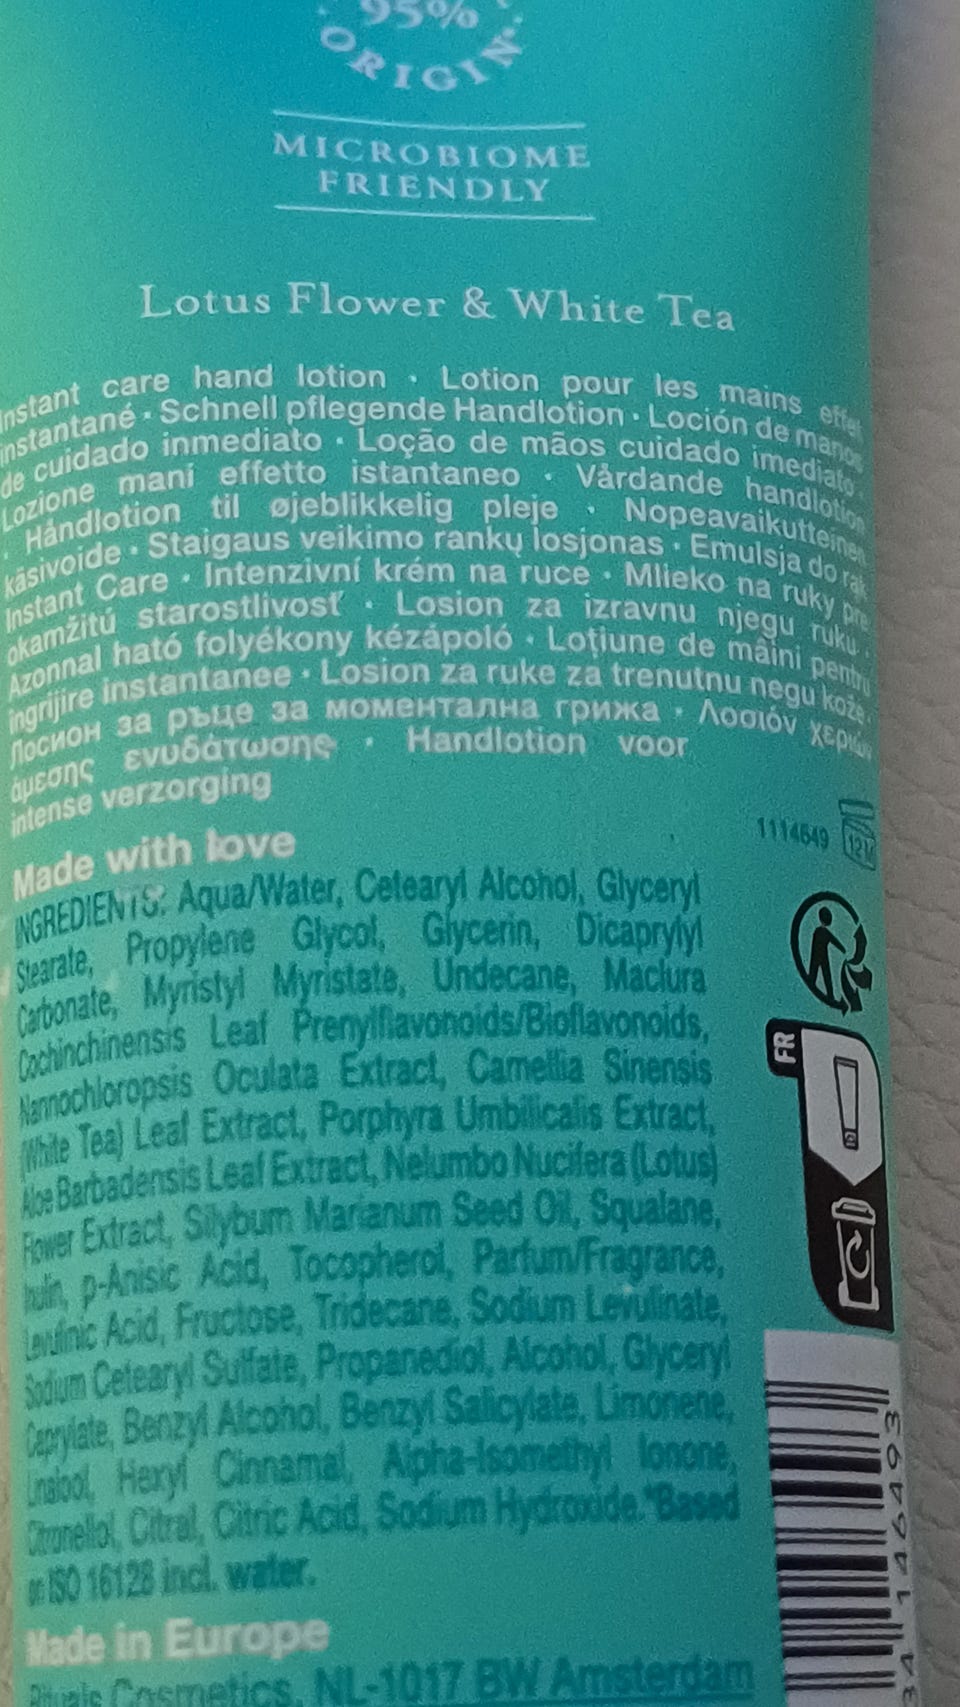 95%
ORIGIN
MICROBIOME
FRIENDLY
Lotus Flower & White Tea
Instant care hand lotion · Lotion pour les mains effet
instantané · Schnell pflegende Handlotion · Loción de manos
de cuidado inmediato · Loção de mãos cuidado imediato ·
Lozione mani effetto istantaneo · Vårdande handlotion
· Håndlotion til øjeblikkelig pleje · Nopeavaikutteinen
käsivoide · Staigaus veikimo rankų losjonas · Emulsja do rąk
Instant Care · Intenzivní krém na ruce · Mlieko na ruky pre
okamžitú starostlivosť · Losion za izravnu njegu ruku ·
Azonnal ható folyékony kézápoló · Loțiune de mâini pentru
îngrijire instantanee · Losion za ruke za trenutnu negu kože ·
Лосион за ръце за моментална грижа · Λοσιόν χεριών
άμεσης ενυδάτωσης · Handlotion voor
intense verzorging
Made with love
1114649 12M
INGREDIENTS: Aqua/Water, Cetearyl Alcohol, Glyceryl
Stearate, Propylene Glycol, Glycerin, Dicaprylyl
Carbonate, Myristyl Myristate, Undecane, Maclura
Cochinchinensis Leaf Prenylflavonoids/Bioflavonoids,
Nannochloropsis Oculata Extract, Camellia Sinensis
(White Tea) Leaf Extract, Porphyra Umbilicalis Extract,
Aloe Barbadensis Leaf Extract, Nelumbo Nucifera (Lotus)
Flower Extract, Silybum Marianum Seed Oil, Squalane,
Inulin, p-Anisic Acid, Tocopherol, Parfum/Fragrance,
Levulinic Acid, Fructose, Tridecane, Sodium Levulinate,
Sodium Cetearyl Sulfate, Propanediol, Alcohol, Glyceryl
Caprylate, Benzyl Alcohol, Benzyl Salicylate, Limonene,
Linalool, Hexyl Cinnamal, Alpha-Isomethyl Ionone,
Citronellol, Citral, Citric Acid, Sodium Hydroxide. *Based
on ISO 16128 incl. water.
Made in Europe
Rituals Cosmetics, NL-1017 BW Amsterdam
FR
146493